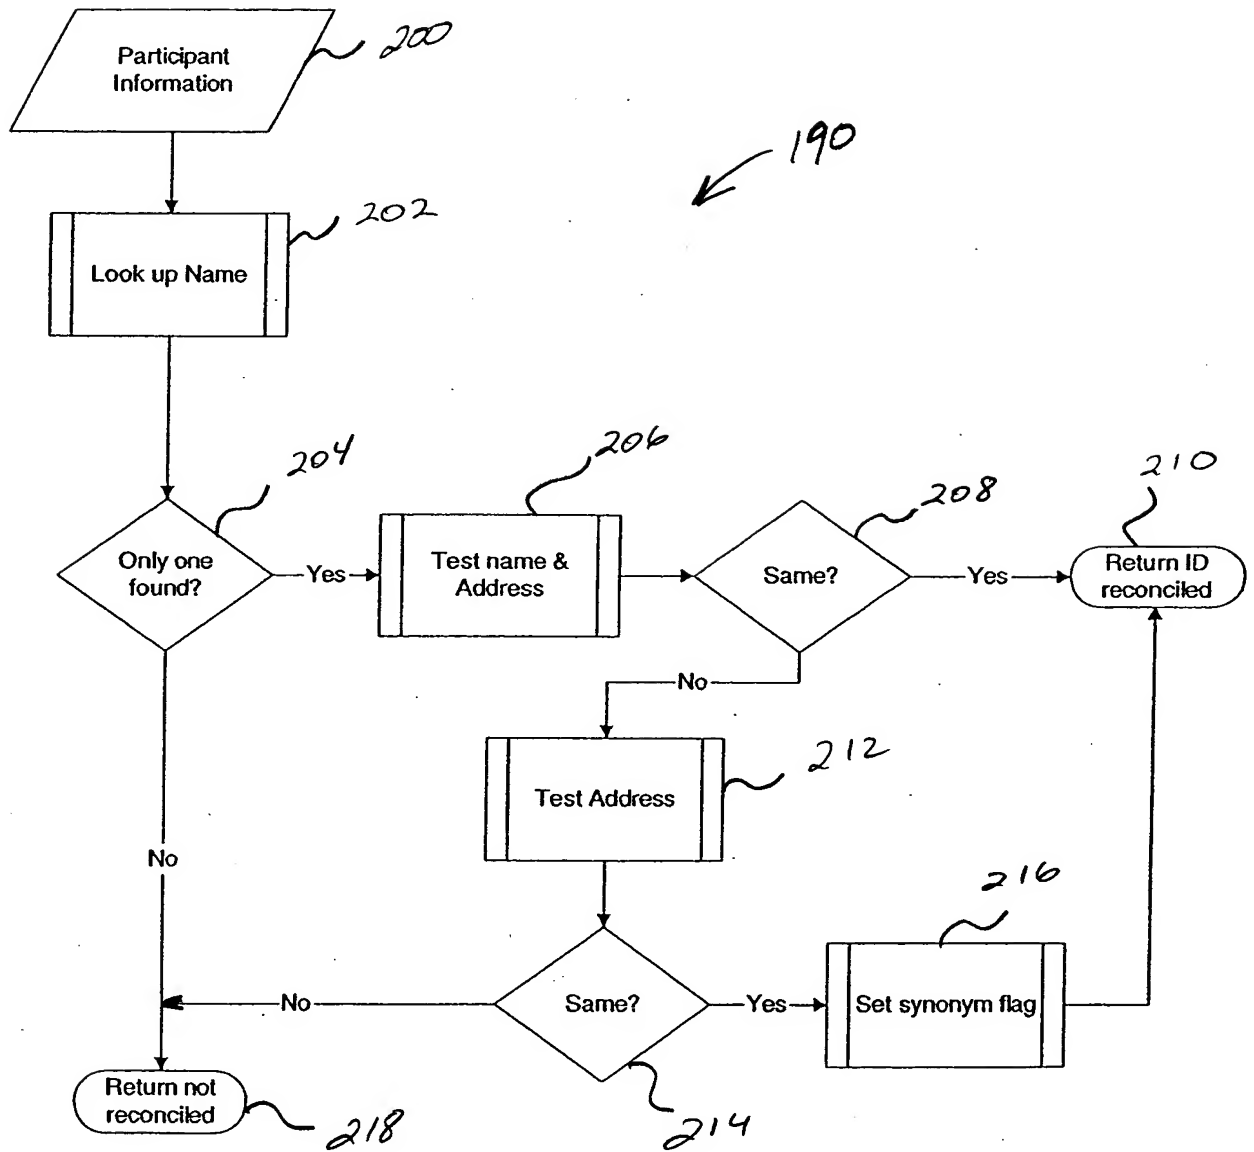 Participant
Information
200
190
Look up Name
202
204
Only one
found?
Yes
206
Test name &
Address
208
Same?
Yes
210
Return ID
reconciled
No
212
Test Address
No
216
Same?
Yes
Set synonym flag
No
214
Return not
reconciled
218